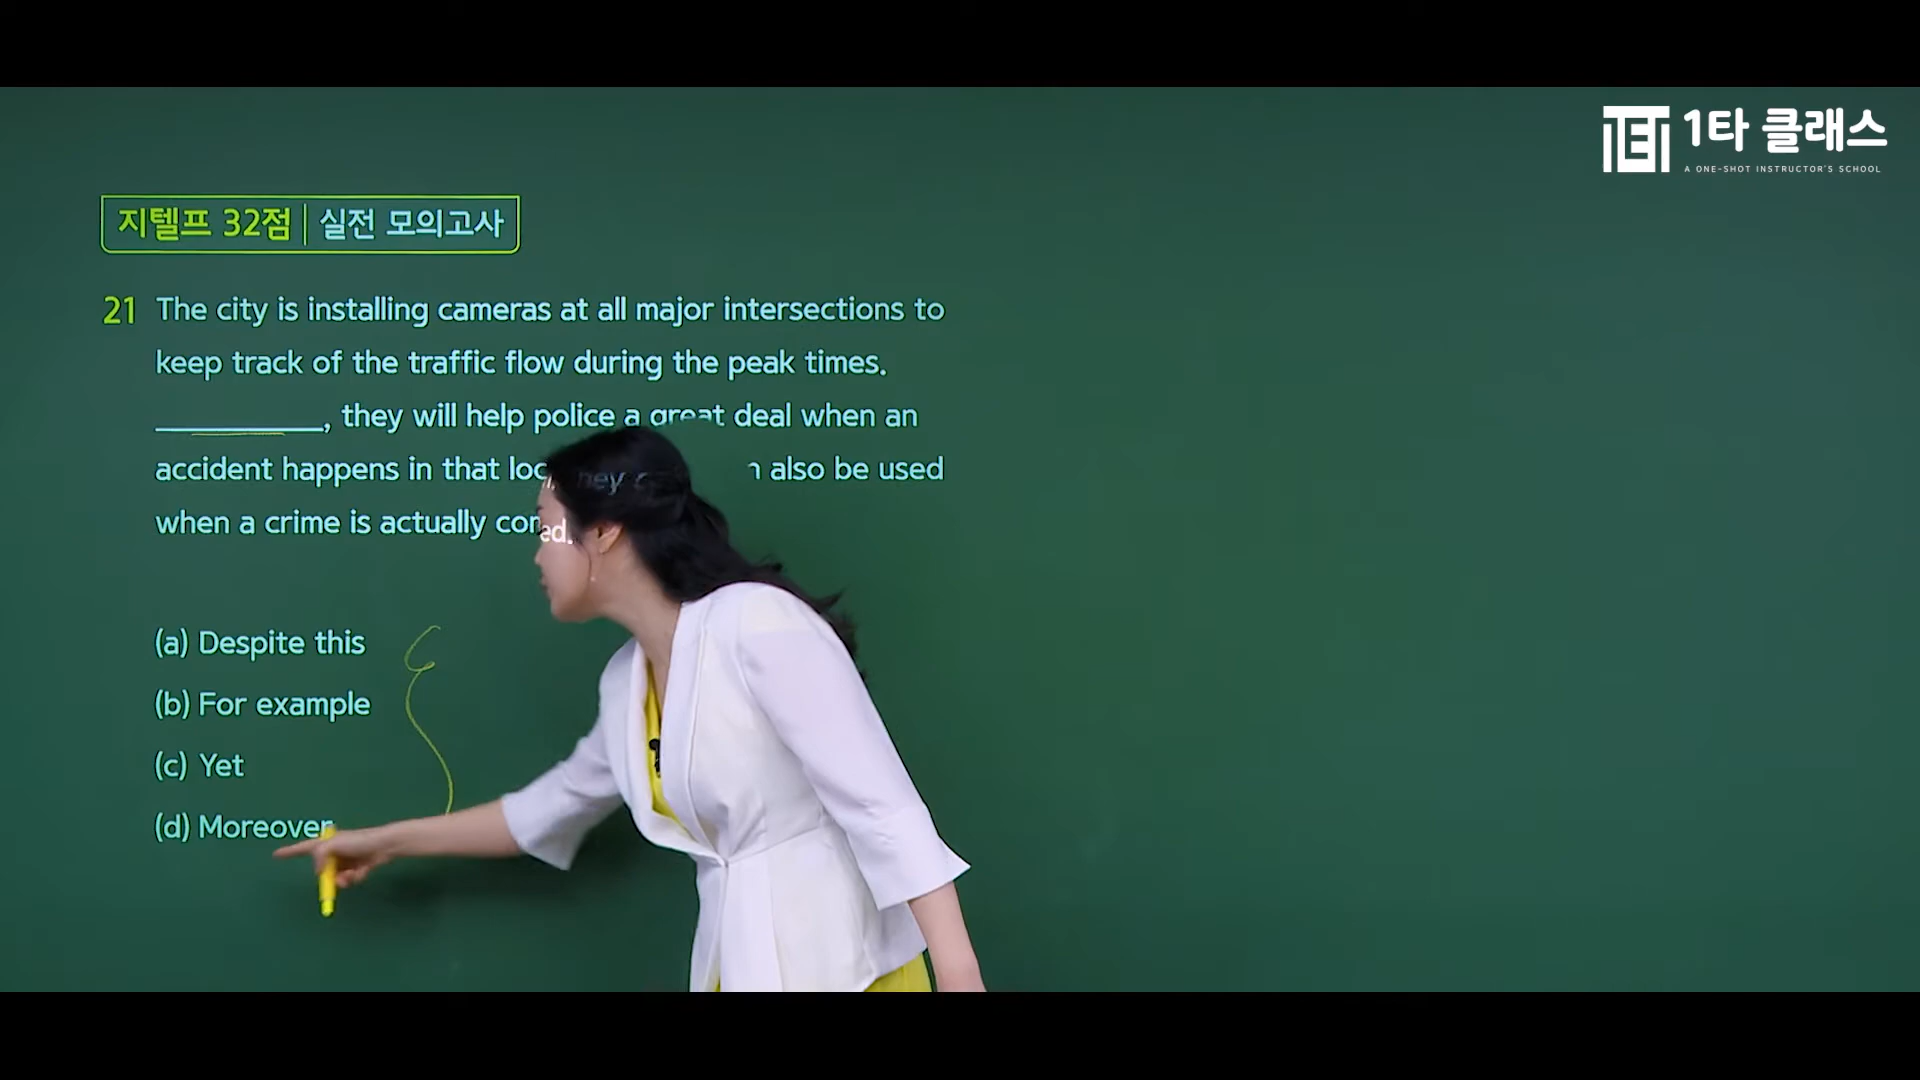 1타 클래스
A ONE-SHOT INSTRUCTOR'S SCHOOL
지텔프 32점 | 실전 모의고사
21 The city is installing cameras at all major intersections to
keep track of the traffic flow during the peak times.
__________, they will help police a great deal when an
accident happens in that also be used
when a crime is actually
(a) Despite this
(b) For example
(c) Yet
(d) Moreover